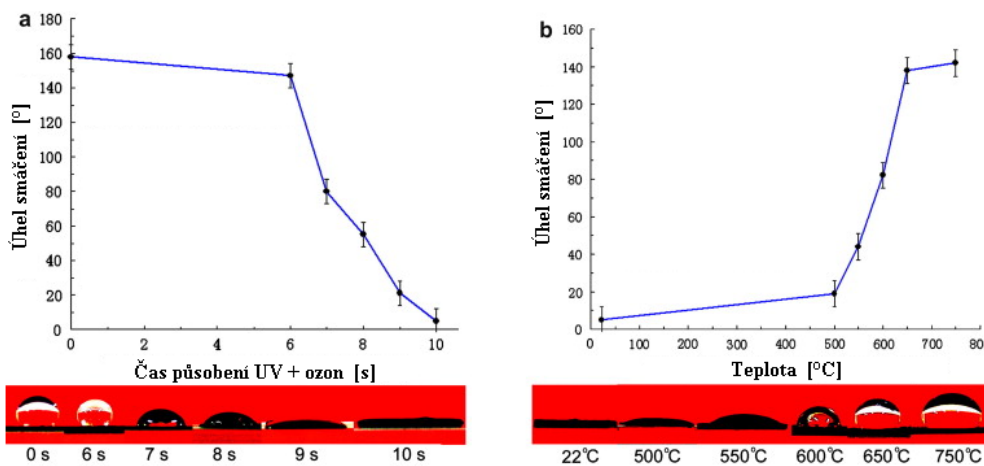 a
180
160
140
120
100
80
60
40
20
0
Úhel smáčení [°]
0 2 4 6 8 10
Čas působení UV + ozon [s]
0 s 6 s 7 s 8 s 9 s 10 s
b
160
140
120
100
80
60
40
20
0
Úhel smáčení [°]
0 100 200 300 400 500 600 700 80
Teplota [°C]
22°C 500°C 550°C 600°C 650°C 750°C